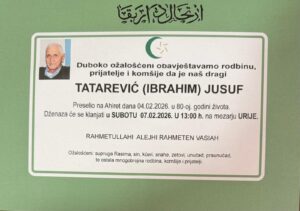 Duboko ožalošćeni obavještavamo rodbinu,
prijatelje i komšije da je naš dragi
TATAREVIĆ (IBRAHIM) JUSUF
Preselio na Ahiret dana 04.02.2026. u 80-oj. godini života.
Dženaza će se klanjati u SUBOTU 07.02.2026. U 13:00 h. na mezarju URIJE.
RAHMETULLAHI ALEJHI RAHMETEN VASIAH
Ožalošćeni: supruga Rasima, sin, kćeri, snahe, zetovi, unučad, praunučad,
te ostala mnogobrojna rodbina, komšije i prijatelji.